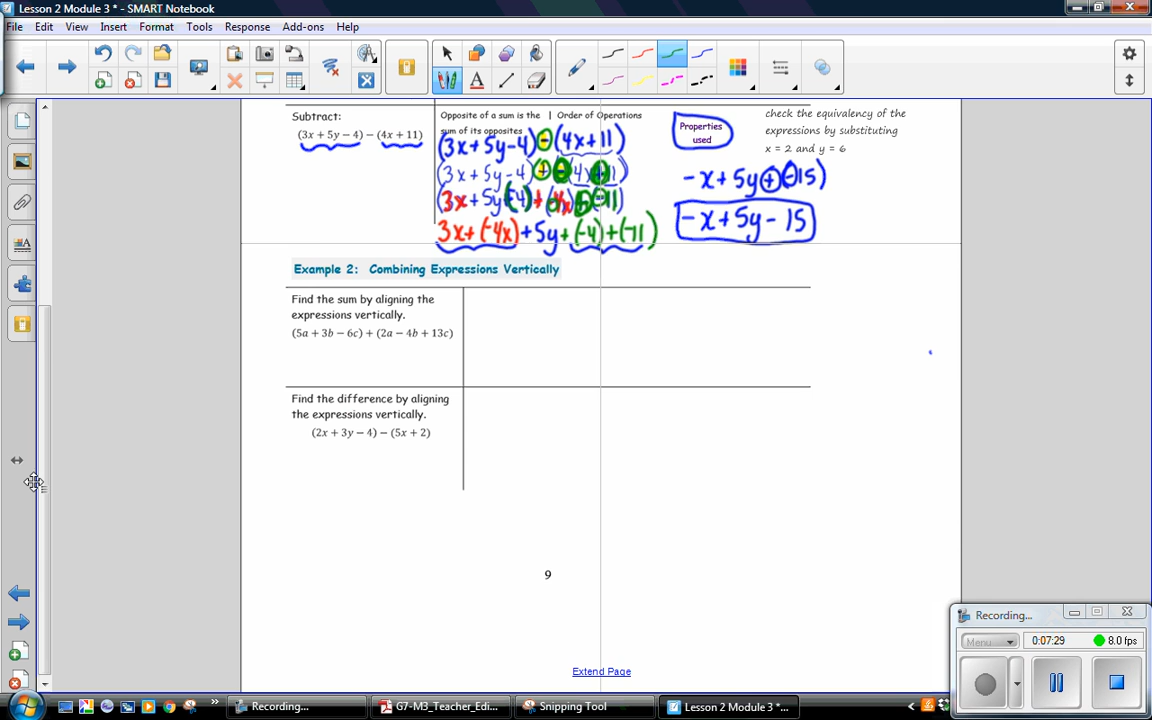 Lesson 2 Module 3 * - SMART Notebook
File Edit View Insert Format Tools Response Add-ons Help
Subtract:
(3x + 5y − 4) − (4x + 11)
Opposite of a sum is the | Order of Operations
sum of its opposites
(3x + 5y - 4) - (4x + 11)
3x + (-4x) + 5y + (-4) + (-11)
Properties
used
check the equivalency of the
expressions by substituting
x = 2 and y = 6
-x + 5y + (-15)
-x + 5y - 15
Example 2: Combining Expressions Vertically
Find the sum by aligning the
expressions vertically.
(5a + 3b − 6c) + (2a − 4b + 13c)
Find the difference by aligning
the expressions vertically.
(2x + 3y − 4) − (5x + 2)
9
Extend Page
Recording...
Menu
0:07:29
8.0 fps
Recording...
G7-M3_Teacher_Edi...
Snipping Tool
Lesson 2 Module 3 *...